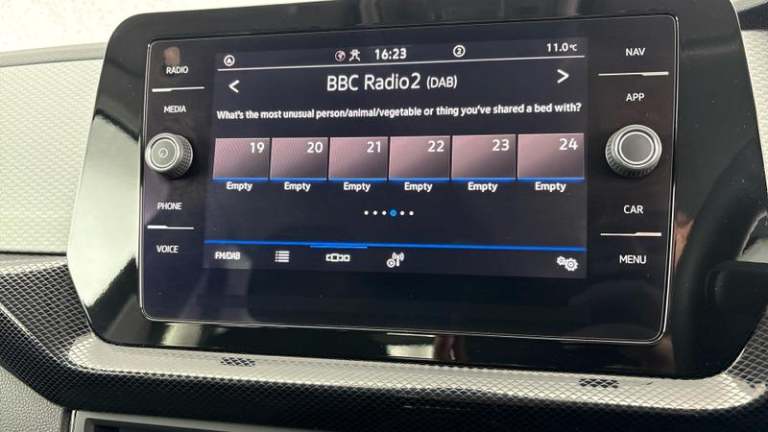 RADIO
MEDIA
PHONE
VOICE
16:23
2
11.0°C
BBC Radio2 (DAB)
What's the most unusual person/animal/vegetable or thing you've shared a bed with?
19 20 21 22 23 24
Empty Empty Empty Empty Empty Empty
FM/DAB
NAV
APP
CAR
MENU